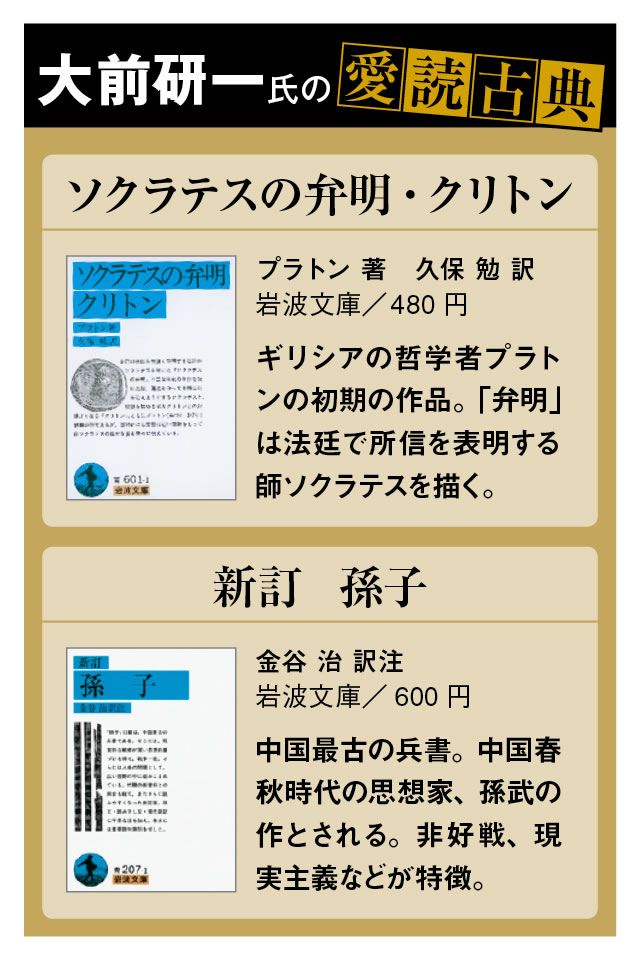 大前研一氏の愛読古典
ソクラテスの弁明・クリトン
ソクラテスの弁明
クリトン
プラトン著
久保 勉 訳
青 601-1
岩波文庫
プラトン 著　久保 勉 訳
岩波文庫／480 円
ギリシアの哲学者プラト
ンの初期の作品。「弁明」
は法廷で所信を表明する
師ソクラテスを描く。
新訂　孫子
新訂
孫　子
金谷 治訳注
青 207-1
岩波文庫
金谷 治 訳注
岩波文庫／ 600 円
中国最古の兵書。中国春
秋時代の思想家、孫武の
作とされる。非好戦、現
実主義などが特徴。